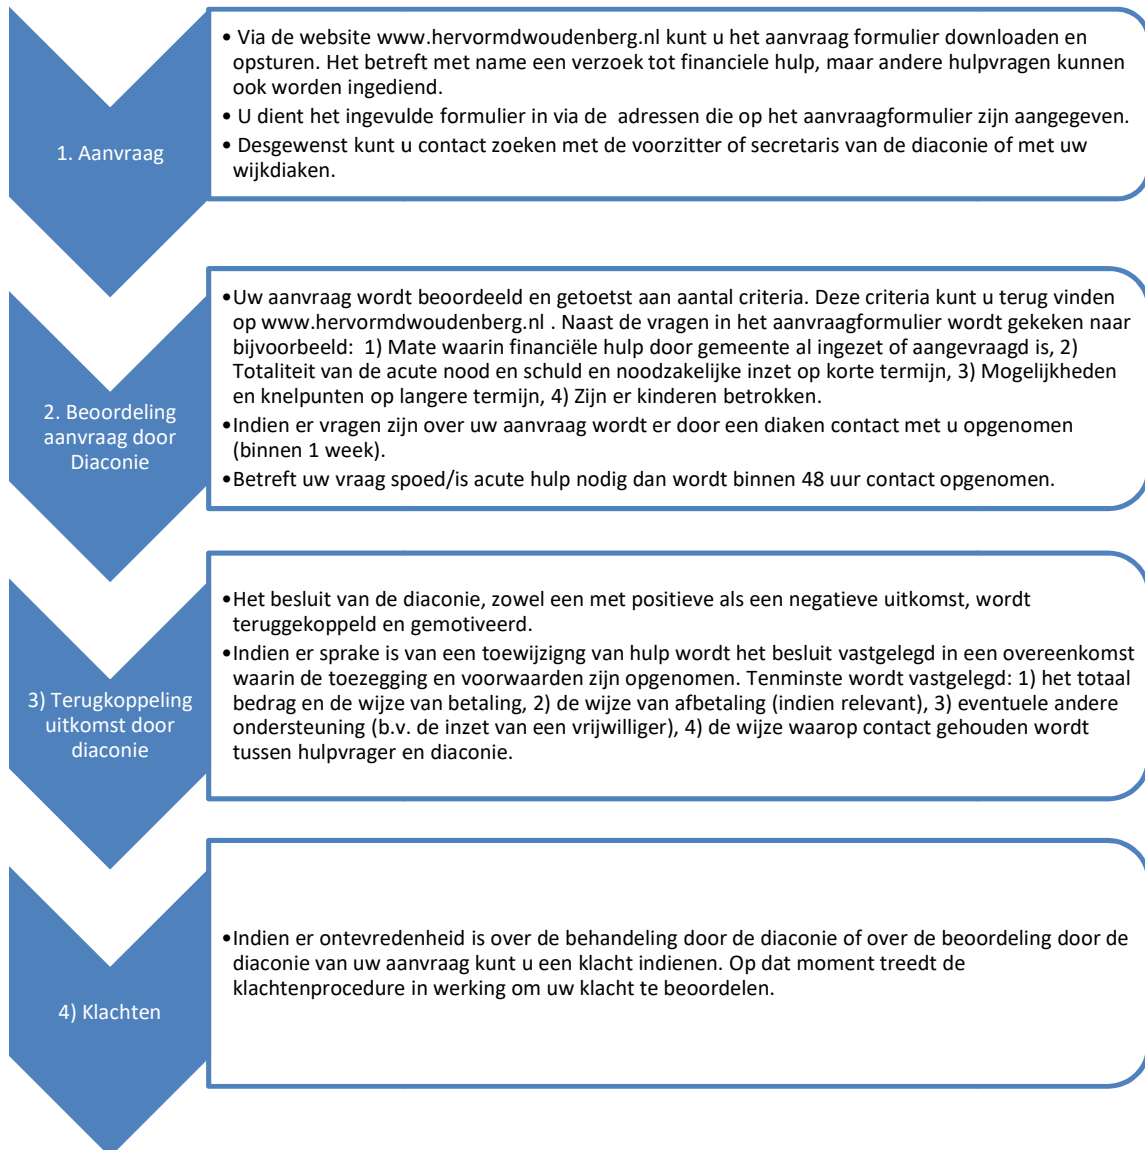 1. Aanvraag
• Via de website www.hervormdwoudenberg.nl kunt u het aanvraag formulier downloaden en
opsturen. Het betreft met name een verzoek tot financiele hulp, maar andere hulpvragen kunnen
ook worden ingediend.
• U dient het ingevulde formulier in via de adressen die op het aanvraagformulier zijn aangegeven.
• Desgewenst kunt u contact zoeken met de voorzitter of secretaris van de diaconie of met uw
wijkdiaken.
2. Beoordeling
aanvraag door
Diaconie
•Uw aanvraag wordt beoordeeld en getoetst aan aantal criteria. Deze criteria kunt u terug vinden
op www.hervormdwoudenberg.nl . Naast de vragen in het aanvraagformulier wordt gekeken naar
bijvoorbeeld: 1) Mate waarin financiële hulp door gemeente al ingezet of aangevraagd is, 2)
Totaliteit van de acute nood en schuld en noodzakelijke inzet op korte termijn, 3) Mogelijkheden
en knelpunten op langere termijn, 4) Zijn er kinderen betrokken.
•Indien er vragen zijn over uw aanvraag wordt er door een diaken contact met u opgenomen
(binnen 1 week).
•Betreft uw vraag spoed/is acute hulp nodig dan wordt binnen 48 uur contact opgenomen.
3) Terugkoppeling
uitkomst door
diaconie
•Het besluit van de diaconie, zowel een met positieve als een negatieve uitkomst, wordt
teruggekoppeld en gemotiveerd.
•Indien er sprake is van een toewijzigng van hulp wordt het besluit vastgelegd in een overeenkomst
waarin de toezegging en voorwaarden zijn opgenomen. Tenminste wordt vastgelegd: 1) het totaal
bedrag en de wijze van betaling, 2) de wijze van afbetaling (indien relevant), 3) eventuele andere
ondersteuning (b.v. de inzet van een vrijwilliger), 4) de wijze waarop contact gehouden wordt
tussen hulpvrager en diaconie.
4) Klachten
•Indien er ontevredenheid is over de behandeling door de diaconie of over de beoordeling door de
diaconie van uw aanvraag kunt u een klacht indienen. Op dat moment treedt de
klachtenprocedure in werking om uw klacht te beoordelen.